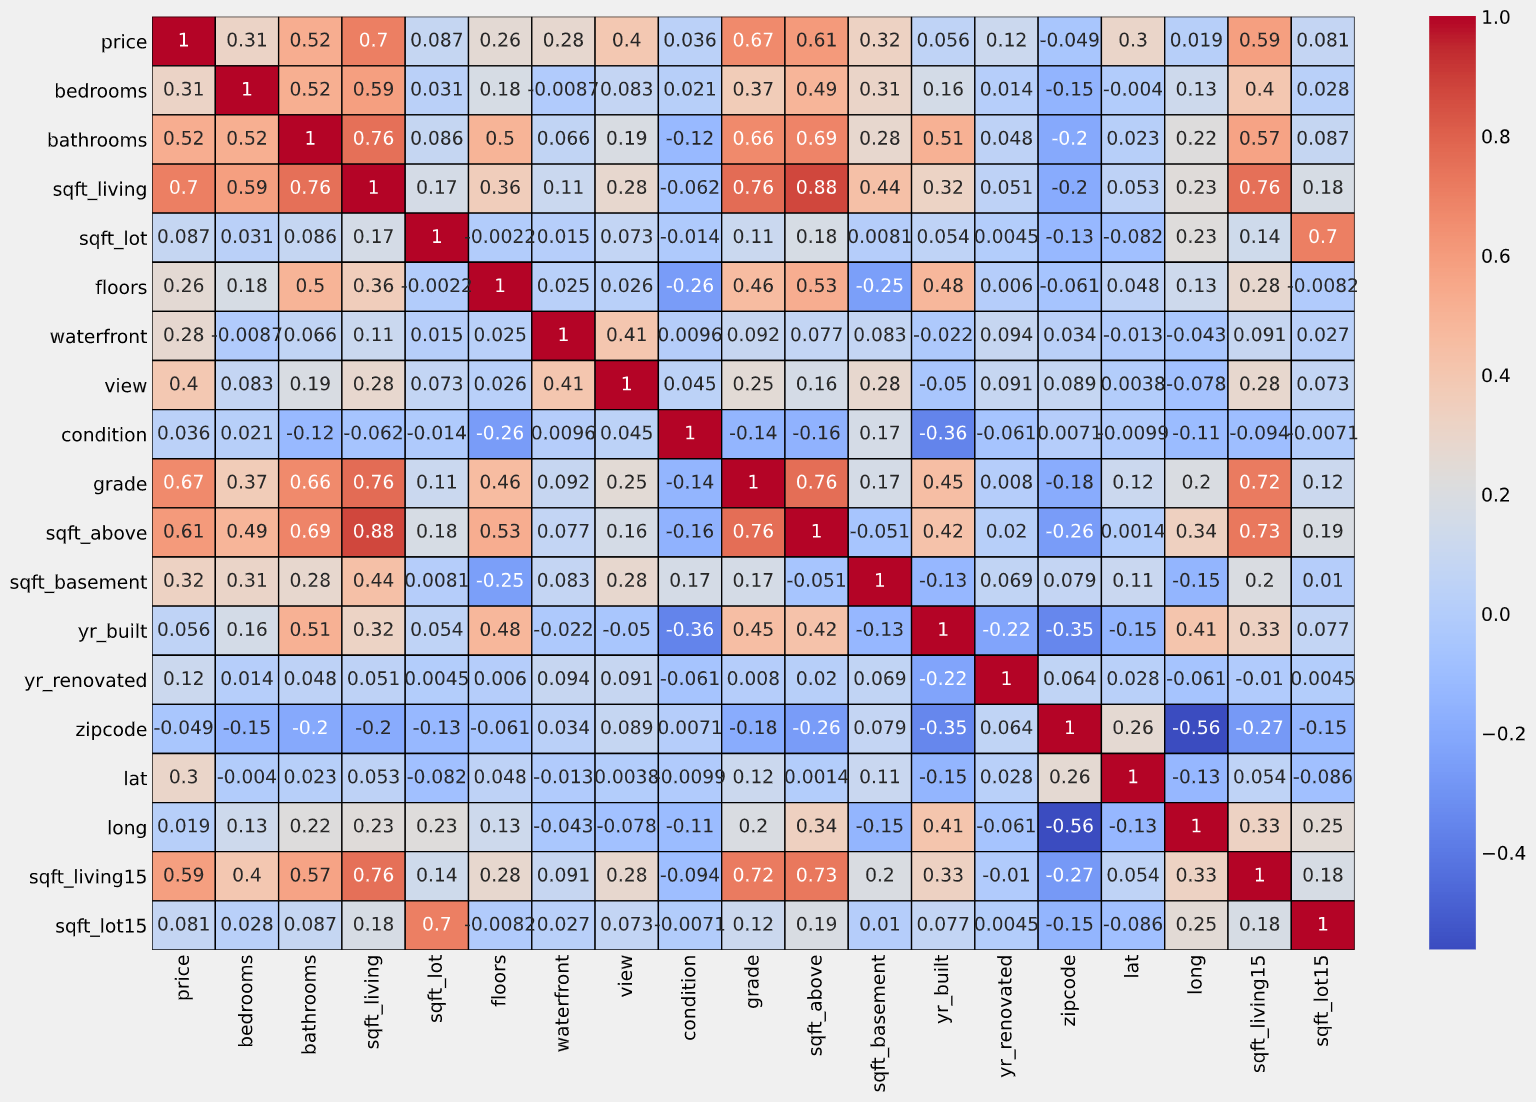 price 1 0.31 0.52 0.7 0.087 0.26 0.28 0.4 0.036 0.67 0.61 0.32 0.056 0.12 -0.049 0.3 0.019 0.59 0.081
bedrooms 0.31 1 0.52 0.59 0.031 0.18 -0.0087 0.083 0.021 0.37 0.49 0.31 0.16 0.014 -0.15 -0.004 0.13 0.4 0.028
bathrooms 0.52 0.52 1 0.76 0.086 0.5 0.066 0.19 -0.12 0.66 0.69 0.28 0.51 0.048 -0.2 0.023 0.22 0.57 0.087
sqft_living 0.7 0.59 0.76 1 0.17 0.36 0.11 0.28 -0.062 0.76 0.88 0.44 0.32 0.051 -0.2 0.053 0.23 0.76 0.18
sqft_lot 0.087 0.031 0.086 0.17 1 -0.0022 0.015 0.073 -0.014 0.11 0.18 0.0081 0.054 0.0045 -0.13 -0.082 0.23 0.14 0.7
floors 0.26 0.18 0.5 0.36 -0.0022 1 0.025 0.026 -0.26 0.46 0.53 -0.25 0.48 0.006 -0.061 0.048 0.13 0.28 -0.0082
waterfront 0.28 -0.0087 0.066 0.11 0.015 0.025 1 0.41 0.0096 0.092 0.077 0.083 -0.022 0.094 0.034 -0.013 -0.043 0.091 0.027
view 0.4 0.083 0.19 0.28 0.073 0.026 0.41 1 0.045 0.25 0.16 0.28 -0.05 0.091 0.089 0.0038 -0.078 0.28 0.073
condition 0.036 0.021 -0.12 -0.062 -0.014 -0.26 0.0096 0.045 1 -0.14 -0.16 0.17 -0.36 -0.061 0.0071 -0.0099 -0.11 -0.094 -0.0071
grade 0.67 0.37 0.66 0.76 0.11 0.46 0.092 0.25 -0.14 1 0.76 0.17 0.45 0.008 -0.18 0.12 0.2 0.72 0.12
sqft_above 0.61 0.49 0.69 0.88 0.18 0.53 0.077 0.16 -0.16 0.76 1 -0.051 0.42 0.02 -0.26 0.0014 0.34 0.73 0.19
sqft_basement 0.32 0.31 0.28 0.44 0.0081 -0.25 0.083 0.28 0.17 0.17 -0.051 1 -0.13 0.069 0.079 0.11 -0.15 0.2 0.01
yr_built 0.056 0.16 0.51 0.32 0.054 0.48 -0.022 -0.05 -0.36 0.45 0.42 -0.13 1 -0.22 -0.35 -0.15 0.41 0.33 0.077
yr_renovated 0.12 0.014 0.048 0.051 0.0045 0.006 0.094 0.091 -0.061 0.008 0.02 0.069 -0.22 1 0.064 0.028 -0.061 -0.01 0.0045
zipcode -0.049 -0.15 -0.2 -0.2 -0.13 -0.061 0.034 0.089 0.0071 -0.18 -0.26 0.079 -0.35 0.064 1 0.26 -0.56 -0.27 -0.15
lat 0.3 -0.004 0.023 0.053 -0.082 0.048 -0.013 0.0038 -0.0099 0.12 0.0014 0.11 -0.15 0.028 0.26 1 -0.13 0.054 -0.086
long 0.019 0.13 0.22 0.23 0.23 0.13 -0.043 -0.078 -0.11 0.2 0.34 -0.15 0.41 -0.061 -0.56 -0.13 1 0.33 0.25
sqft_living15 0.59 0.4 0.57 0.76 0.14 0.28 0.091 0.28 -0.094 0.72 0.73 0.2 0.33 -0.01 -0.27 0.054 0.33 1 0.18
sqft_lot15 0.081 0.028 0.087 0.18 0.7 -0.0082 0.027 0.073 -0.0071 0.12 0.19 0.01 0.077 0.0045 -0.15 -0.086 0.25 0.18 1
price bedrooms bathrooms sqft_living sqft_lot floors waterfront view condition grade sqft_above sqft_basement yr_built yr_renovated zipcode lat long sqft_living15 sqft_lot15
1.0
0.8
0.6
0.4
0.2
0.0
−0.2
−0.4